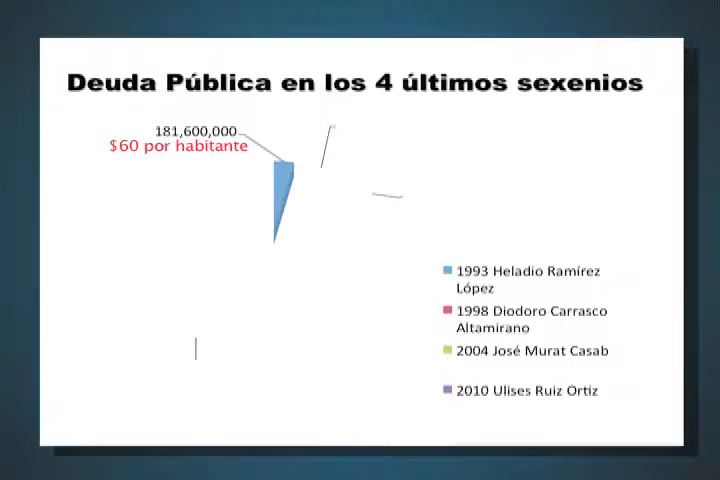 Deuda Pública en los 4 últimos sexenios
181,600,000
$60 por habitante
1993 Heladio Ramírez
López
1998 Diodoro Carrasco
Altamirano
2004 José Murat Casab
2010 Ulises Ruiz Ortiz